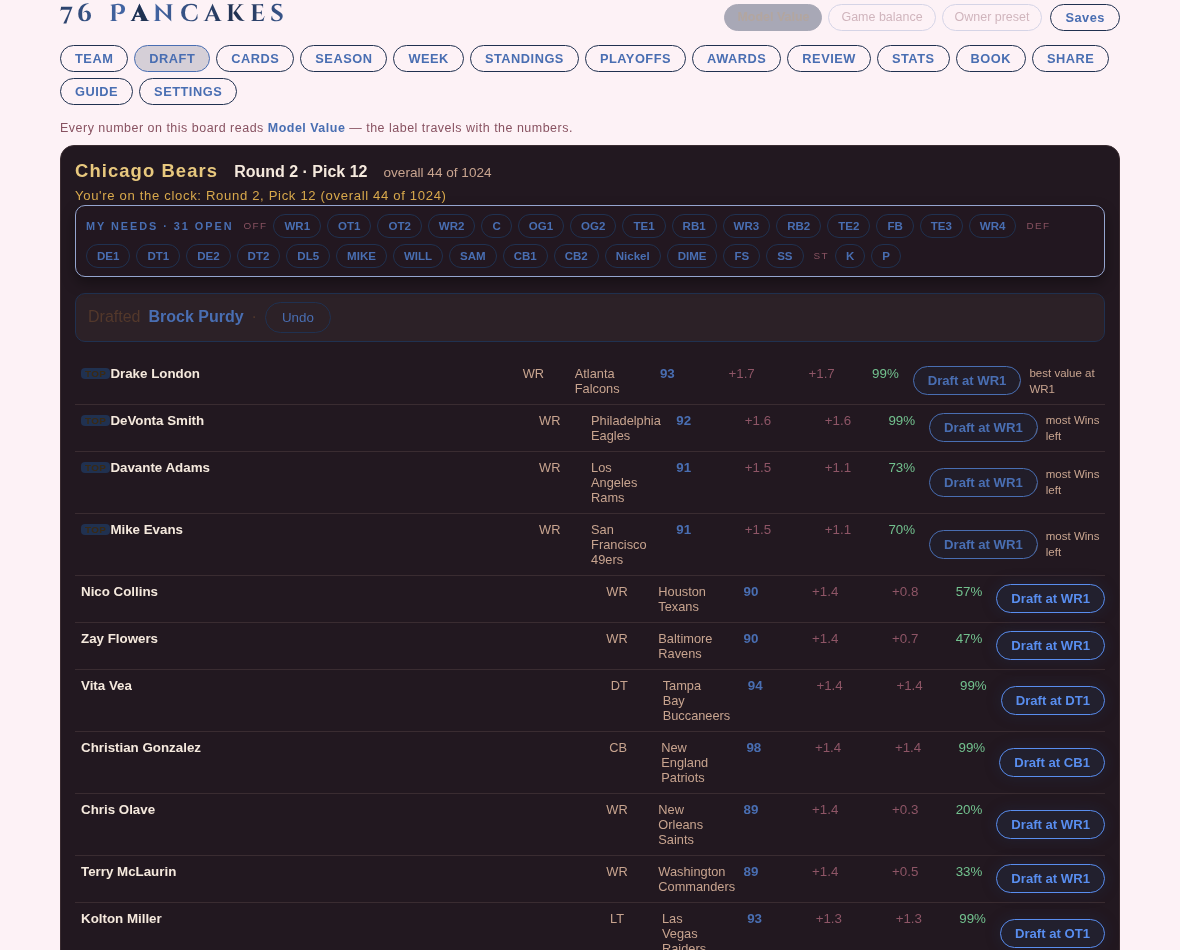 76 PANCAKES
Game balance
Owner preset
Saves
TEAM DRAFT CARDS SEASON WEEK STANDINGS PLAYOFFS AWARDS REVIEW STATS BOOK SHARE
GUIDE SETTINGS
Every number on this board reads Model Value — the label travels with the numbers.
Chicago Bears Round 2 · Pick 12 overall 44 of 1024
You're on the clock: Round 2, Pick 12 (overall 44 of 1024)
MY NEEDS · 31 OPEN OFF WR1 OT1 OT2 WR2 C OG1 OG2 TE1 RB1 WR3 RB2 TE2 FB TE3 WR4 DEF
DE1 DT1 DE2 DT2 DL5 MIKE WILL SAM CB1 CB2 Nickel DIME FS SS ST K P
Drafted Brock Purdy · Undo
Drake London WR Atlanta 93 +1.7 +1.7 99% Draft at WR1 best value at
Falcons WR1
DeVonta Smith WR Philadelphia 92 +1.6 +1.6 99% Draft at WR1 most Wins
Eagles left
Davante Adams WR Los 91 +1.5 +1.1 73% Draft at WR1 most Wins
Angeles left
Rams
Mike Evans WR San 91 +1.5 +1.1 70% Draft at WR1 most Wins
Francisco left
49ers
Nico Collins WR Houston 90 +1.4 +0.8 57% Draft at WR1
Texans
Zay Flowers WR Baltimore 90 +1.4 +0.7 47% Draft at WR1
Ravens
Vita Vea DT Tampa 94 +1.4 +1.4 99% Draft at DT1
Bay
Buccaneers
Christian Gonzalez CB New 98 +1.4 +1.4 99% Draft at CB1
England
Patriots
Chris Olave WR New 89 +1.4 +0.3 20% Draft at WR1
Orleans
Saints
Terry McLaurin WR Washington 89 +1.4 +0.5 33% Draft at WR1
Commanders
Kolton Miller LT Las 93 +1.3 +1.3 99% Draft at OT1
Vegas
Raiders